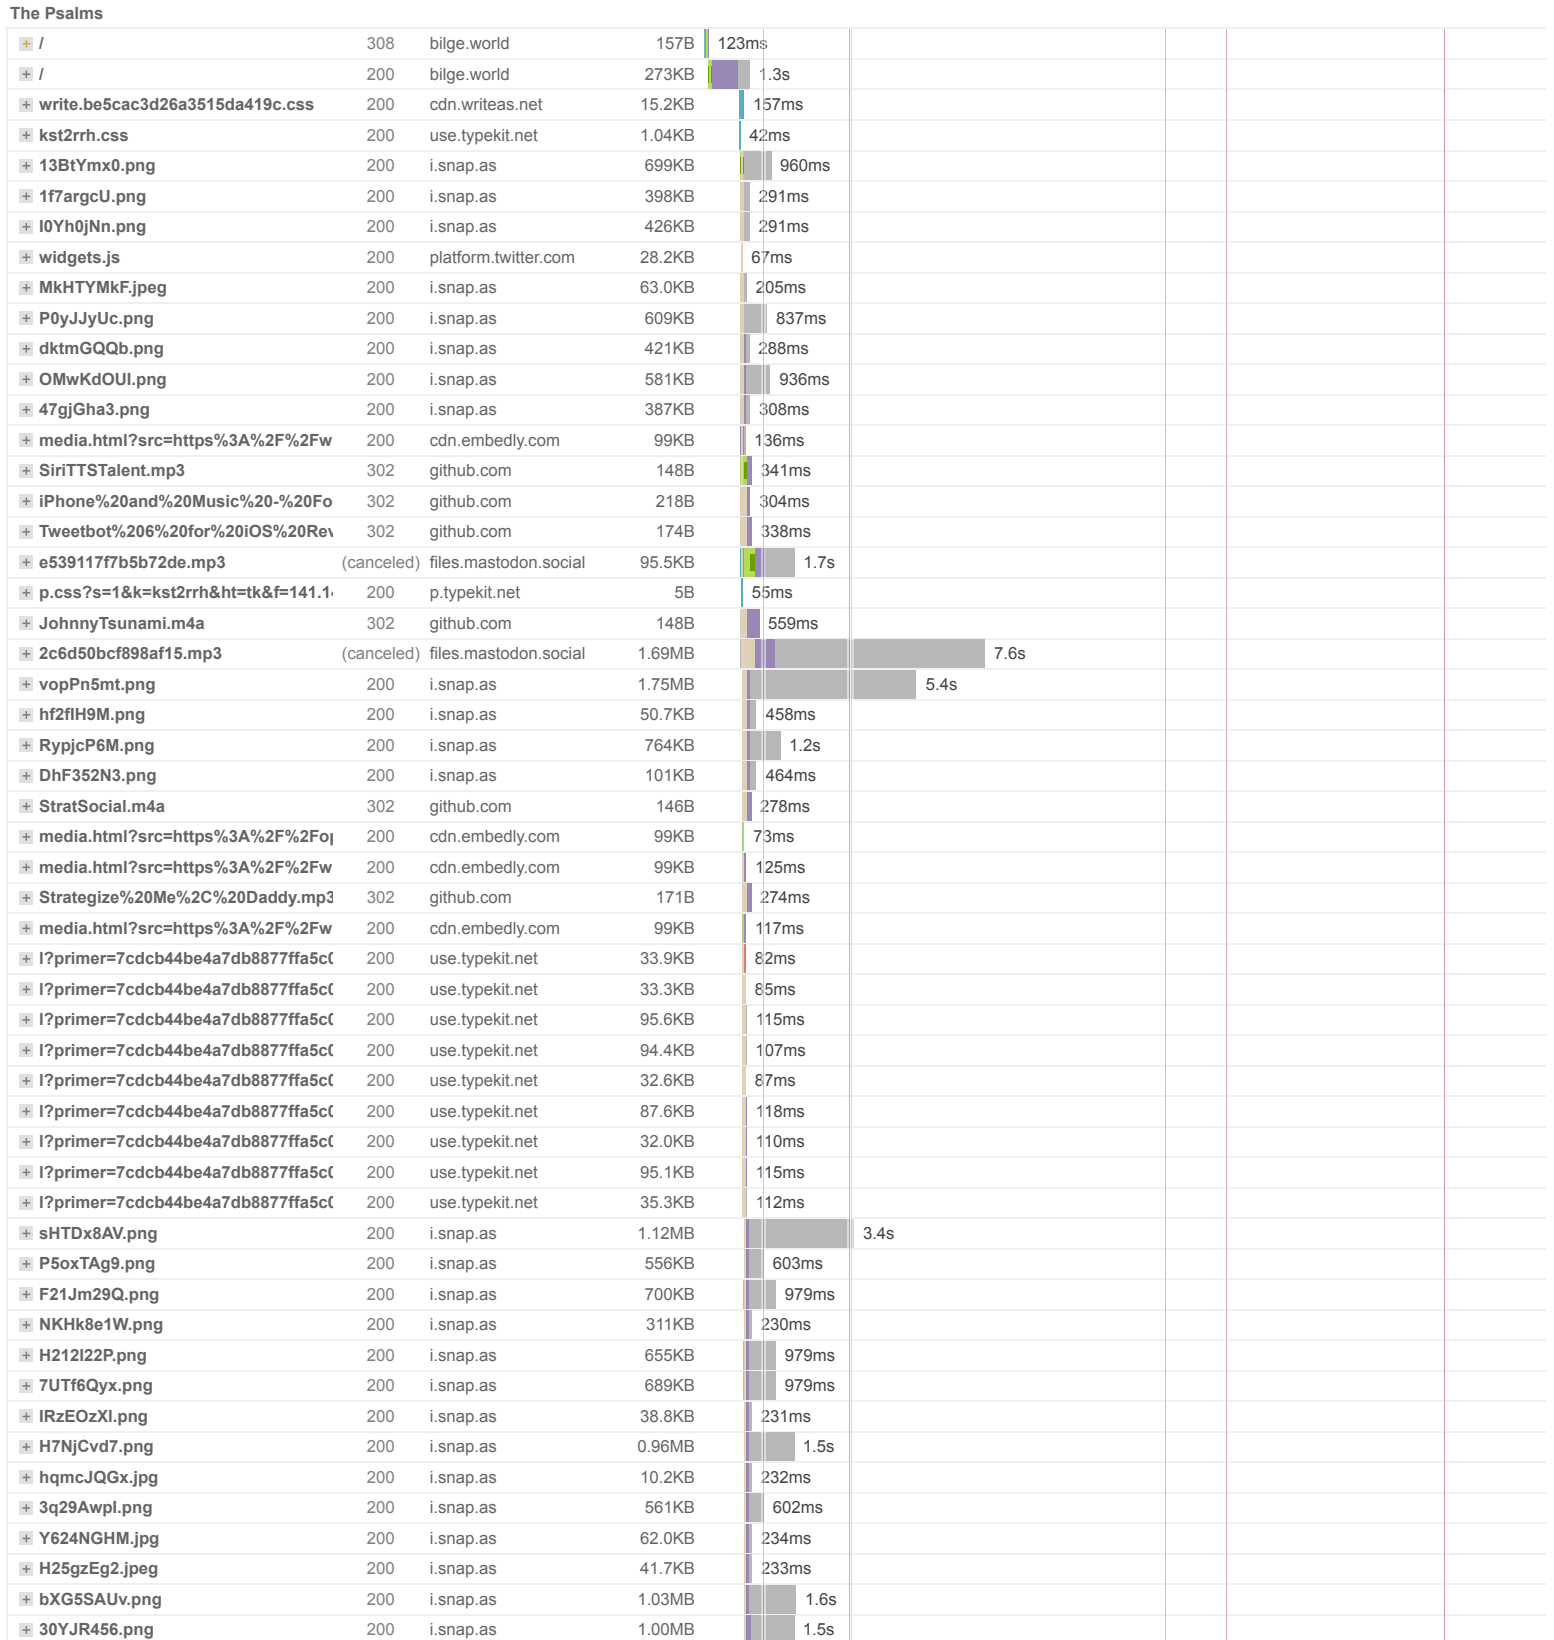 The Psalms
+ / 308 bilge.world 157B 123ms
+ / 200 bilge.world 273KB 1.3s
+ write.be5cac3d26a3515da419c.css 200 cdn.writeas.net 15.2KB 157ms
+ kst2rrh.css 200 use.typekit.net 1.04KB 42ms
+ 13BtYmx0.png 200 i.snap.as 699KB 960ms
+ 1f7argcU.png 200 i.snap.as 398KB 291ms
+ I0Yh0jNn.png 200 i.snap.as 426KB 291ms
+ widgets.js 200 platform.twitter.com 28.2KB 67ms
+ MkHTYMkF.jpeg 200 i.snap.as 63.0KB 205ms
+ P0yJJyUc.png 200 i.snap.as 609KB 837ms
+ dktmGQQb.png 200 i.snap.as 421KB 288ms
+ OMwKdOUI.png 200 i.snap.as 581KB 936ms
+ 47gjGha3.png 200 i.snap.as 387KB 308ms
+ media.html?src=https%3A%2F%2Fw 200 cdn.embedly.com 99KB 136ms
+ SiriTTSTalent.mp3 302 github.com 148B 341ms
+ iPhone%20and%20Music%20-%20Fo 302 github.com 218B 304ms
+ Tweetbot%206%20for%20iOS%20Rev 302 github.com 174B 338ms
+ e539117f7b5b72de.mp3 (canceled) files.mastodon.social 95.5KB 1.7s
+ p.css?s=1&k=kst2rrh&ht=tk&f=141.14 200 p.typekit.net 5B 55ms
+ JohnnyTsunami.m4a 302 github.com 148B 559ms
+ 2c6d50bcf898af15.mp3 (canceled) files.mastodon.social 1.69MB 7.6s
+ vopPn5mt.png 200 i.snap.as 1.75MB 5.4s
+ hf2fIH9M.png 200 i.snap.as 50.7KB 458ms
+ RypjcP6M.png 200 i.snap.as 764KB 1.2s
+ DhF352N3.png 200 i.snap.as 101KB 464ms
+ StratSocial.m4a 302 github.com 146B 278ms
+ media.html?src=https%3A%2F%2Fop 200 cdn.embedly.com 99KB 73ms
+ media.html?src=https%3A%2F%2Fw 200 cdn.embedly.com 99KB 125ms
+ Strategize%20Me%2C%20Daddy.mp3 302 github.com 171B 274ms
+ media.html?src=https%3A%2F%2Fw 200 cdn.embedly.com 99KB 117ms
+ l?primer=7cdcb44be4a7db8877ffa5c0 200 use.typekit.net 33.9KB 82ms
+ l?primer=7cdcb44be4a7db8877ffa5c0 200 use.typekit.net 33.3KB 85ms
+ l?primer=7cdcb44be4a7db8877ffa5c0 200 use.typekit.net 95.6KB 115ms
+ l?primer=7cdcb44be4a7db8877ffa5c0 200 use.typekit.net 94.4KB 107ms
+ l?primer=7cdcb44be4a7db8877ffa5c0 200 use.typekit.net 32.6KB 87ms
+ l?primer=7cdcb44be4a7db8877ffa5c0 200 use.typekit.net 87.6KB 118ms
+ l?primer=7cdcb44be4a7db8877ffa5c0 200 use.typekit.net 32.0KB 110ms
+ l?primer=7cdcb44be4a7db8877ffa5c0 200 use.typekit.net 95.1KB 115ms
+ l?primer=7cdcb44be4a7db8877ffa5c0 200 use.typekit.net 35.3KB 112ms
+ sHTDx8AV.png 200 i.snap.as 1.12MB 3.4s
+ P5oxTAg9.png 200 i.snap.as 556KB 603ms
+ F21Jm29Q.png 200 i.snap.as 700KB 979ms
+ NKHk8e1W.png 200 i.snap.as 311KB 230ms
+ H212I22P.png 200 i.snap.as 655KB 979ms
+ 7UTf6Qyx.png 200 i.snap.as 689KB 979ms
+ IRzEOzXI.png 200 i.snap.as 38.8KB 231ms
+ H7NjCvd7.png 200 i.snap.as 0.96MB 1.5s
+ hqmcJQGx.jpg 200 i.snap.as 10.2KB 232ms
+ 3q29AwpI.png 200 i.snap.as 561KB 602ms
+ Y624NGHM.jpg 200 i.snap.as 62.0KB 234ms
+ H25gzEg2.jpeg 200 i.snap.as 41.7KB 233ms
+ bXG5SAUv.png 200 i.snap.as 1.03MB 1.6s
+ 30YJR456.png 200 i.snap.as 1.00MB 1.5s